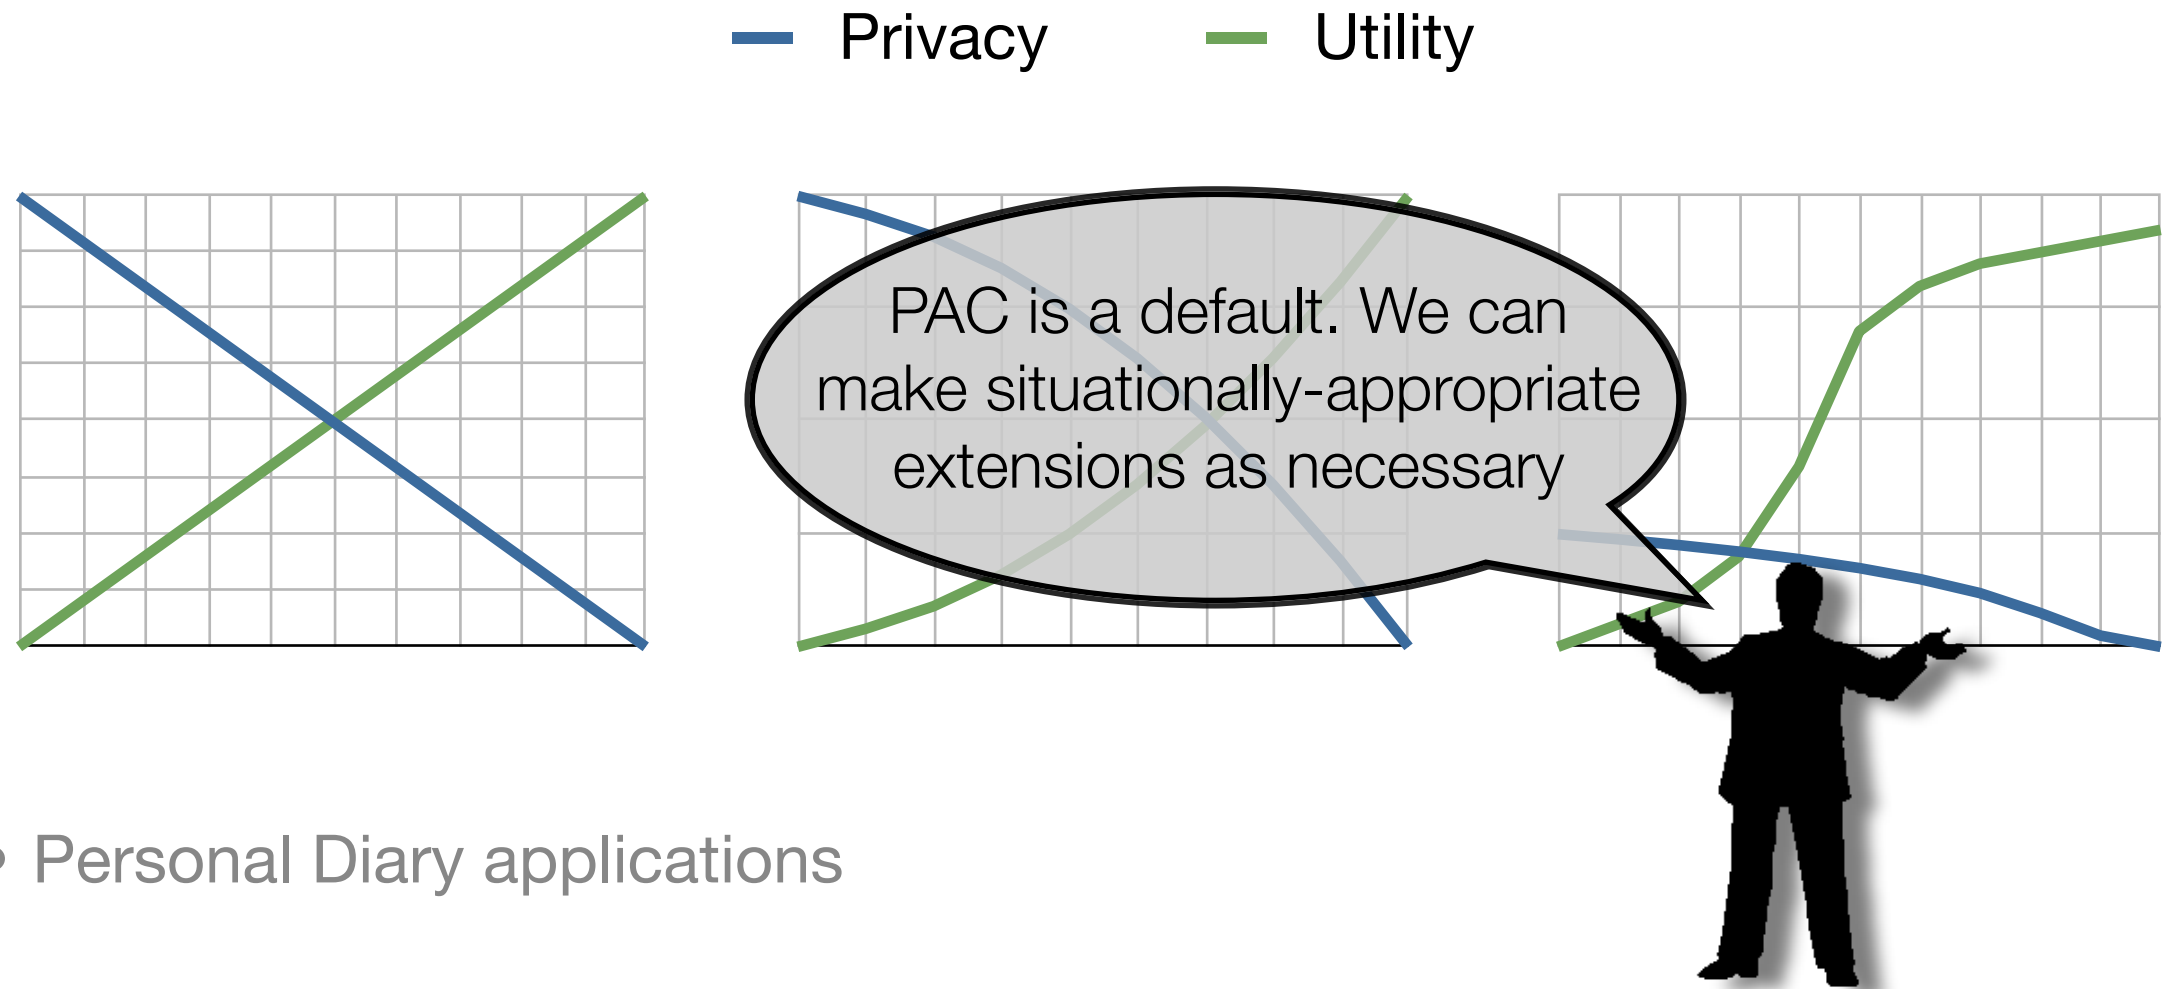 Privacy Utility
PAC is a default. We can
make situationally-appropriate
extensions as necessary
• Personal Diary applications